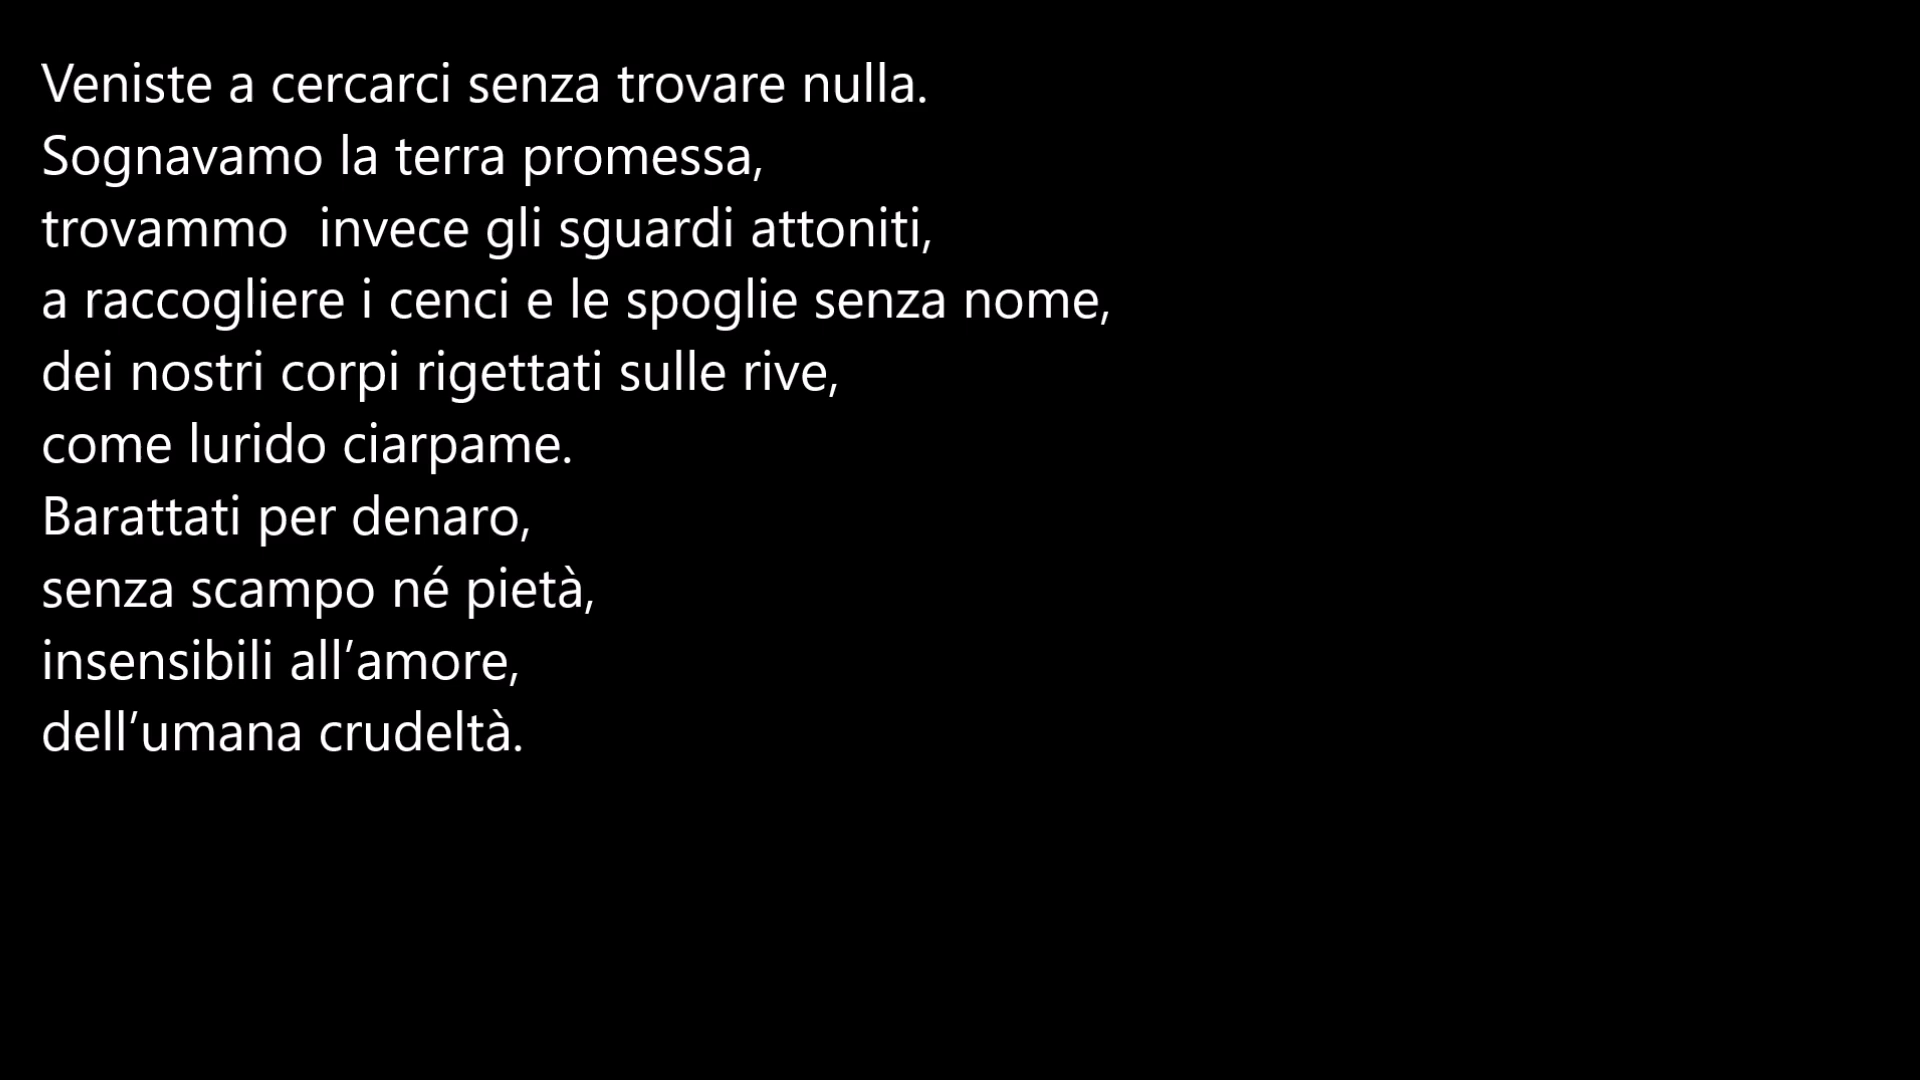 Veniste a cercarci senza trovare nulla.
Sognavamo la terra promessa,
trovammo  invece gli sguardi attoniti,
a raccogliere i cenci e le spoglie senza nome,
dei nostri corpi rigettati sulle rive,
come lurido ciarpame.
Barattati per denaro,
senza scampo né pietà,
insensibili all’amore,
dell’umana crudeltà.